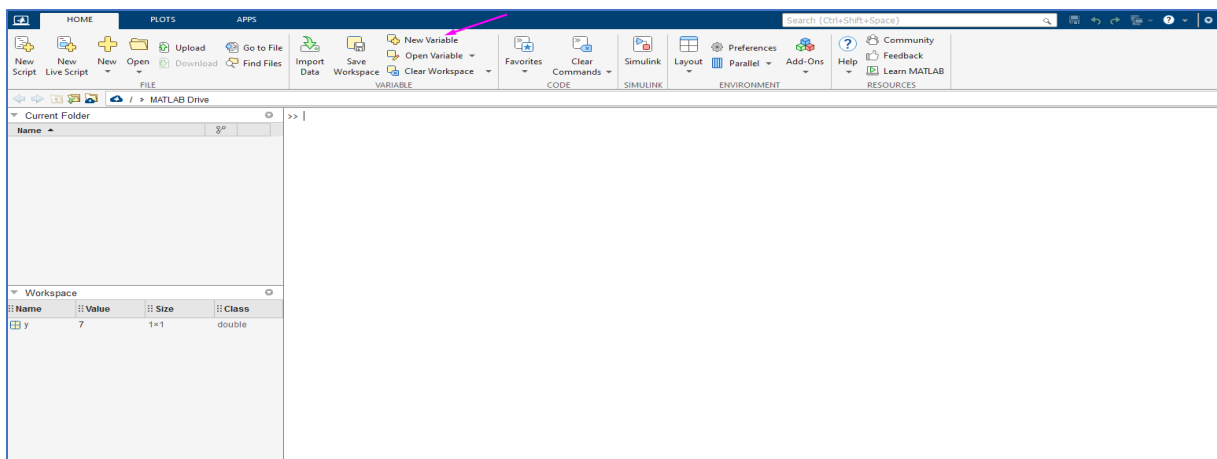 HOME PLOTS APPS Search (Ctrl+Shift+Space)
New Script
New Live Script
New
Open
Upload
Download
Go to File
Find Files
FILE
Import Data
Save Workspace
New Variable
Open Variable
Clear Workspace
VARIABLE
Favorites
Clear Commands
CODE
Simulink
SIMULINK
Layout
Preferences
Parallel
Add-Ons
ENVIRONMENT
Help
Community
Feedback
Learn MATLAB
RESOURCES
/ > MATLAB Drive
Current Folder
Name
>>
Workspace
Name Value Size Class
y 7 1×1 double